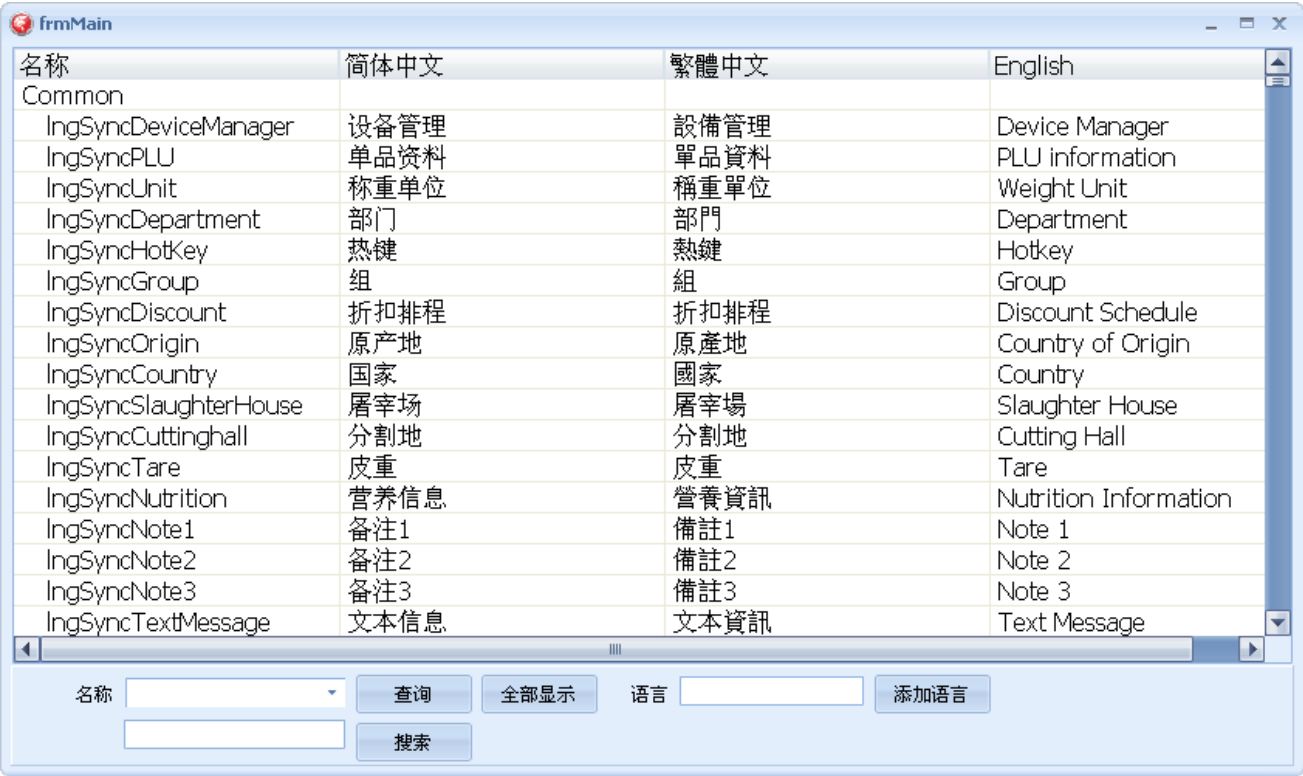 frmMain
名称 简体中文 繁體中文 English
Common
lngSyncDeviceManager 设备管理 設備管理 Device Manager
lngSyncPLU 单品资料 單品資料 PLU information
lngSyncUnit 称重单位 稱重單位 Weight Unit
lngSyncDepartment 部门 部門 Department
lngSyncHotKey 热键 熱鍵 Hotkey
lngSyncGroup 组 組 Group
lngSyncDiscount 折扣排程 折扣排程 Discount Schedule
lngSyncOrigin 原产地 原產地 Country of Origin
lngSyncCountry 国家 國家 Country
lngSyncSlaughterHouse 屠宰场 屠宰場 Slaughter House
lngSyncCuttinghall 分割地 分割地 Cutting Hall
lngSyncTare 皮重 皮重 Tare
lngSyncNutrition 营养信息 營養資訊 Nutrition Information
lngSyncNote1 备注1 備註1 Note 1
lngSyncNote2 备注2 備註2 Note 2
lngSyncNote3 备注3 備註3 Note 3
lngSyncTextMessage 文本信息 文本資訊 Text Message
名称 查询 全部显示 语言 添加语言
搜索